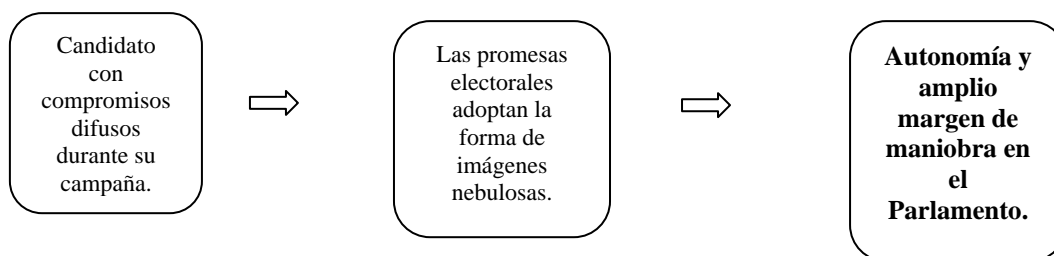 Candidato
con
compromisos
difusos
durante su
campaña.
Las promesas
electorales
adoptan la
forma de
imágenes
nebulosas.
Autonomía y
amplio
margen de
maniobra en
el
Parlamento.